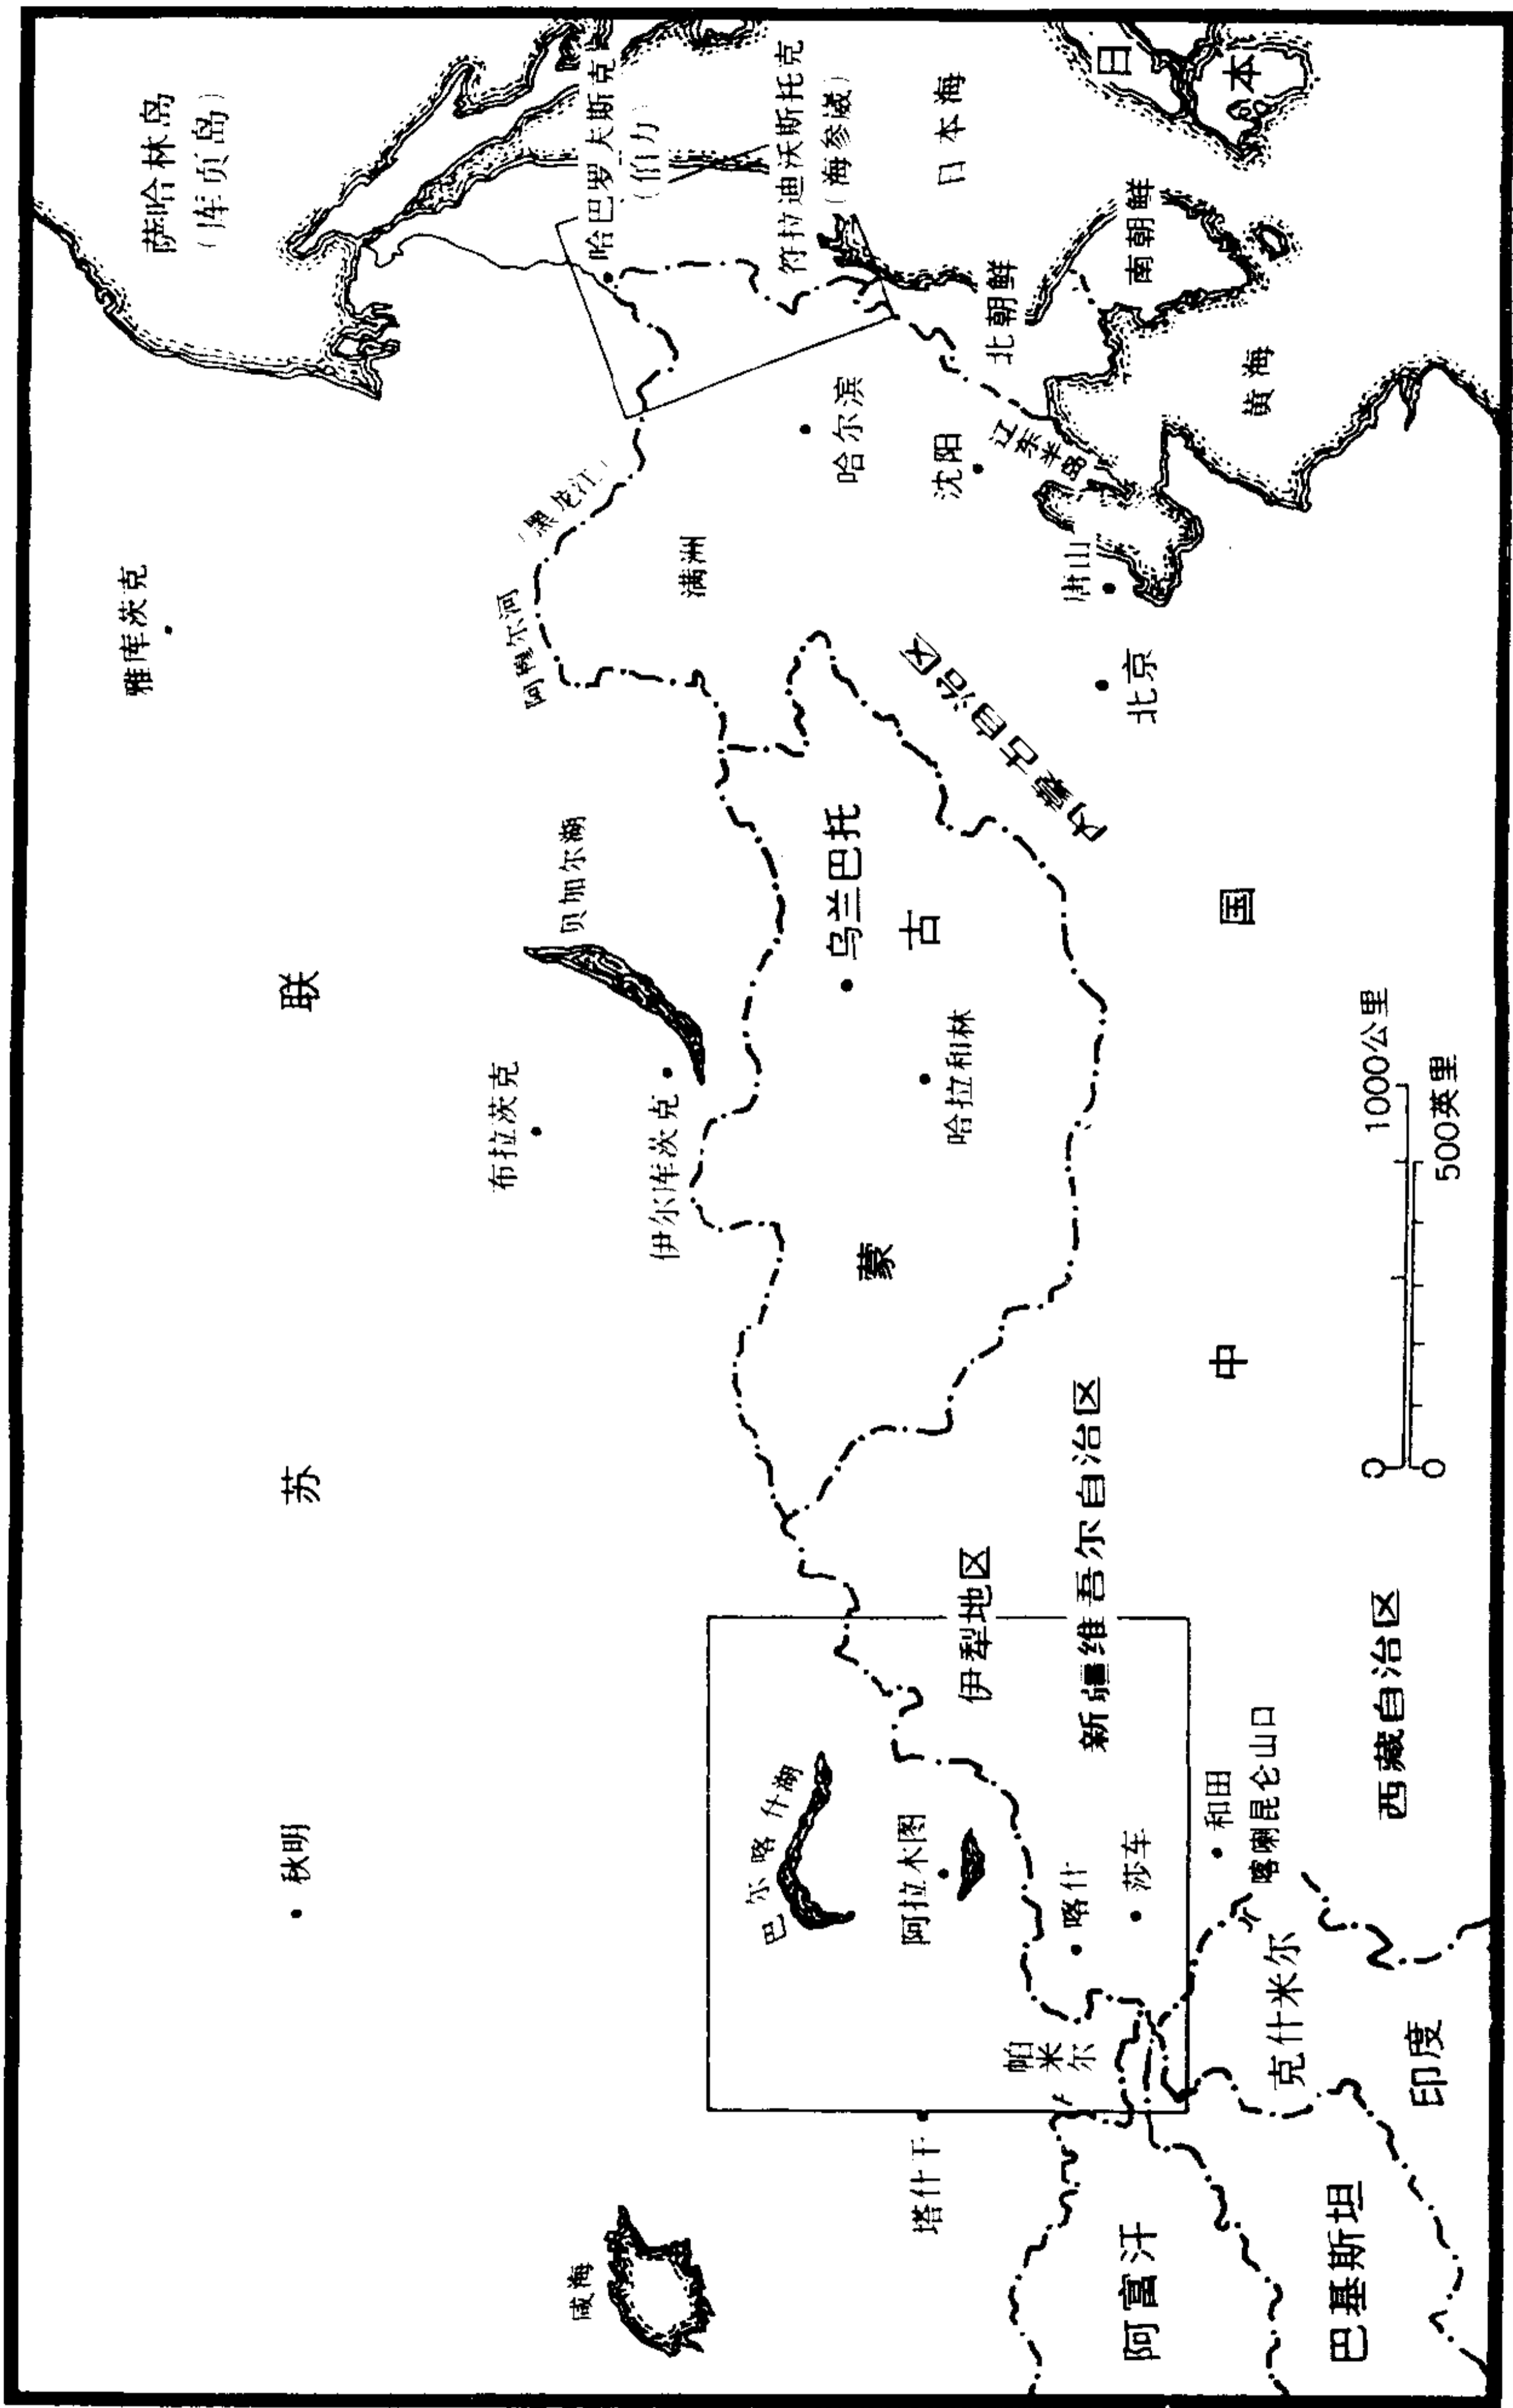 萨哈林岛
（库页岛）
哈巴罗夫斯克
（伯力）
符拉迪沃斯托克
（海参崴）
日本海
日本
雅库茨克
阿穆尔河
（黑龙江）
满洲
哈尔滨
沈阳
辽东半岛
北朝鲜
南朝鲜
黄海
唐山
北京
内蒙古自治区
苏联
贝加尔湖
布拉茨克
伊尔库茨克
乌兰巴托
哈拉和林
蒙古
中国
秋明
巴尔喀什湖
阿拉木图
伊犁地区
新疆维吾尔自治区
喀什
莎车
和田
喀喇昆仑山口
西藏自治区
咸海
塔什干
帕米尔
克什米尔
阿富汗
巴基斯坦
印度
0 1000公里
0 500英里